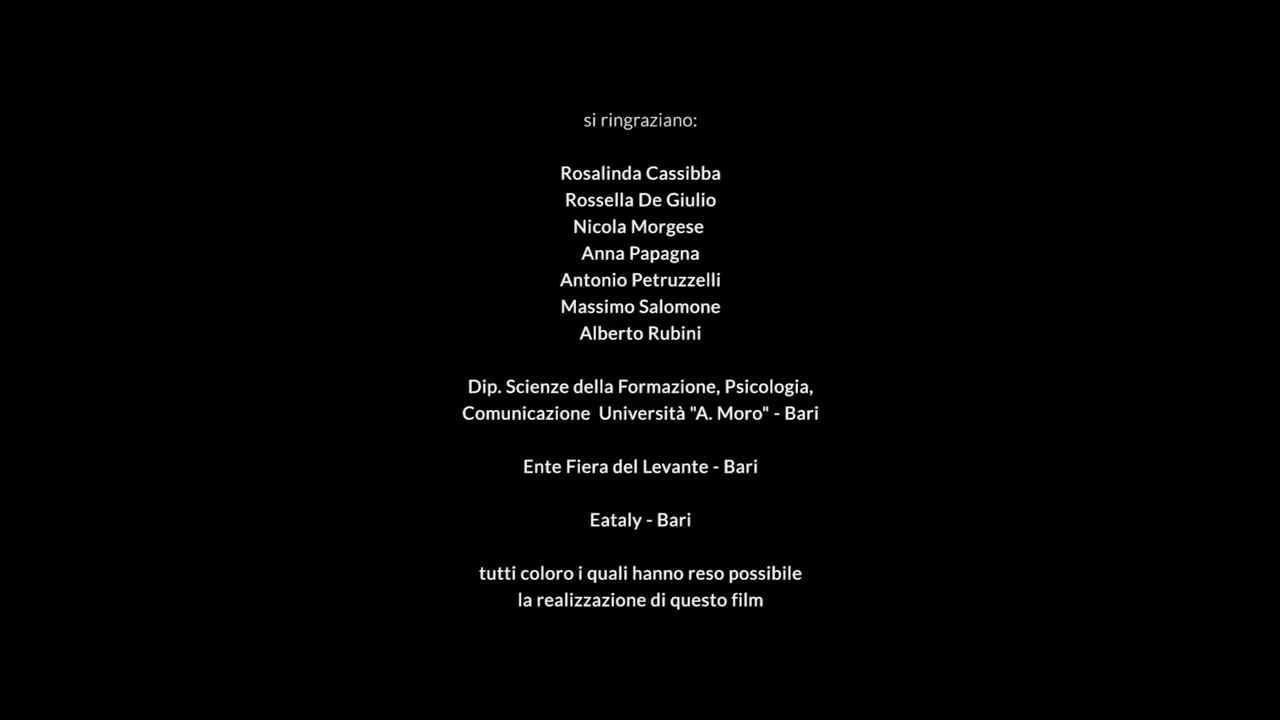 si ringraziano:
Rosalinda Cassibba
Rossella De Giulio
Nicola Morgese
Anna Papagna
Antonio Petruzzelli
Massimo Salomone
Alberto Rubini
Dip. Scienze della Formazione, Psicologia,
Comunicazione  Università "A. Moro" - Bari
Ente Fiera del Levante - Bari
Eataly - Bari
tutti coloro i quali hanno reso possibile
la realizzazione di questo film